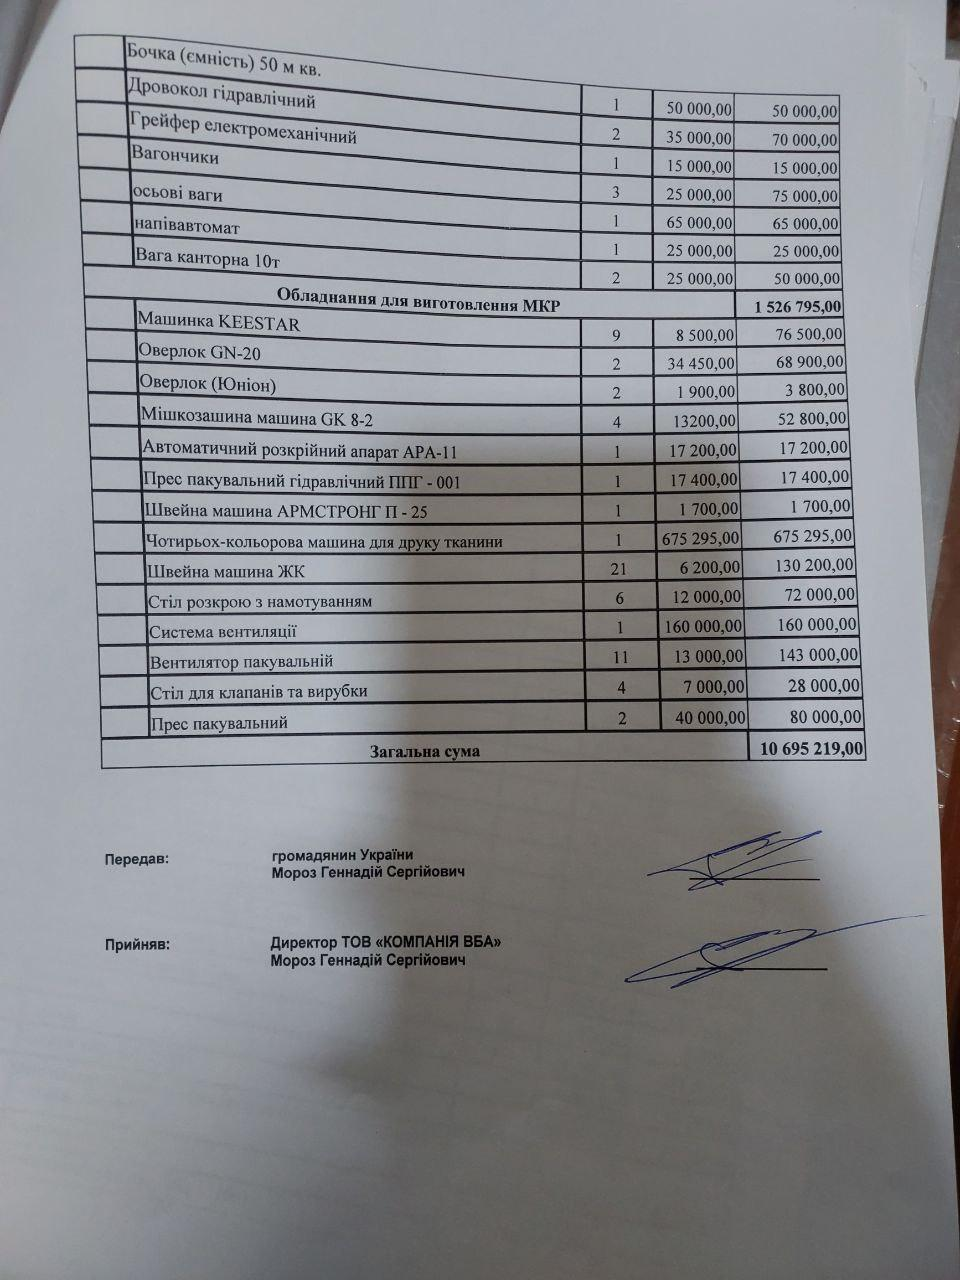 Бочка (ємність) 50 м кв. 1 50 000,00 50 000,00
Дровокол гідравлічний 2 35 000,00 70 000,00
Грейфер електромеханічний 1 15 000,00 15 000,00
Вагончики 3 25 000,00 75 000,00
осьові ваги 1 65 000,00 65 000,00
напівавтомат 1 25 000,00 25 000,00
Вага канторна 10т 2 25 000,00 50 000,00
Обладнання для виготовлення МКР 1 526 795,00
Машинка KEESTAR 9 8 500,00 76 500,00
Оверлок GN-20 2 34 450,00 68 900,00
Оверлок (Юніон) 2 1 900,00 3 800,00
Мішкозашина машина GK 8-2 4 13200,00 52 800,00
Автоматичний розкрійний апарат АРА-11 1 17 200,00 17 200,00
Прес пакувальний гідравлічний ППГ - 001 1 17 400,00 17 400,00
Швейна машина АРМСТРОНГ П - 25 1 1 700,00 1 700,00
Чотирьох-кольорова машина для друку тканини 1 675 295,00 675 295,00
Швейна машина ЖК 21 6 200,00 130 200,00
Стіл розкрою з намотуванням 6 12 000,00 72 000,00
Система вентиляції 1 160 000,00 160 000,00
Вентилятор пакувальній 11 13 000,00 143 000,00
Стіл для клапанів та вирубки 4 7 000,00 28 000,00
Прес пакувальний 2 40 000,00 80 000,00
Загальна сума 10 695 219,00
Передав: громадянин України
Мороз Геннадій Сергійович
Прийняв: Директор ТОВ «КОМПАНІЯ ВБА»
Мороз Геннадій Сергійович